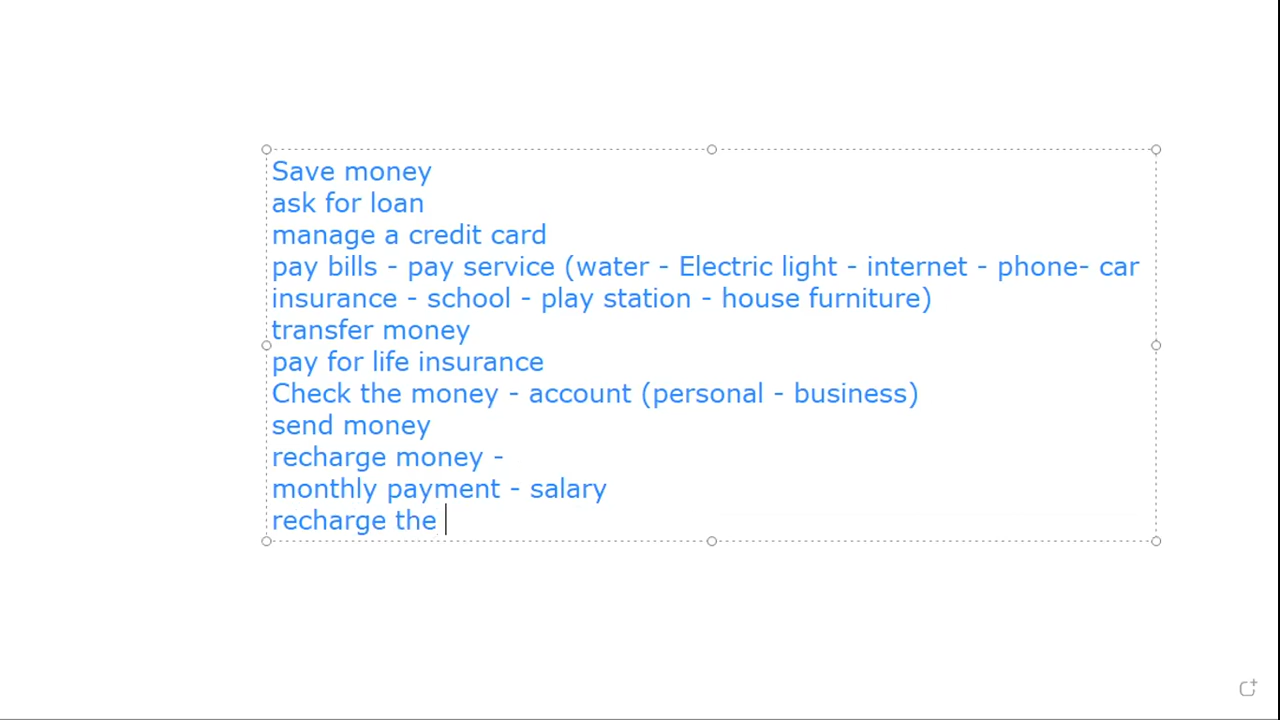 Save money
ask for loan
manage a credit card
pay bills - pay service (water - Electric light - internet - phone- car
insurance - school - play station - house furniture)
transfer money
pay for life insurance
Check the money - account (personal - business)
send money
recharge money -
monthly payment - salary
recharge the